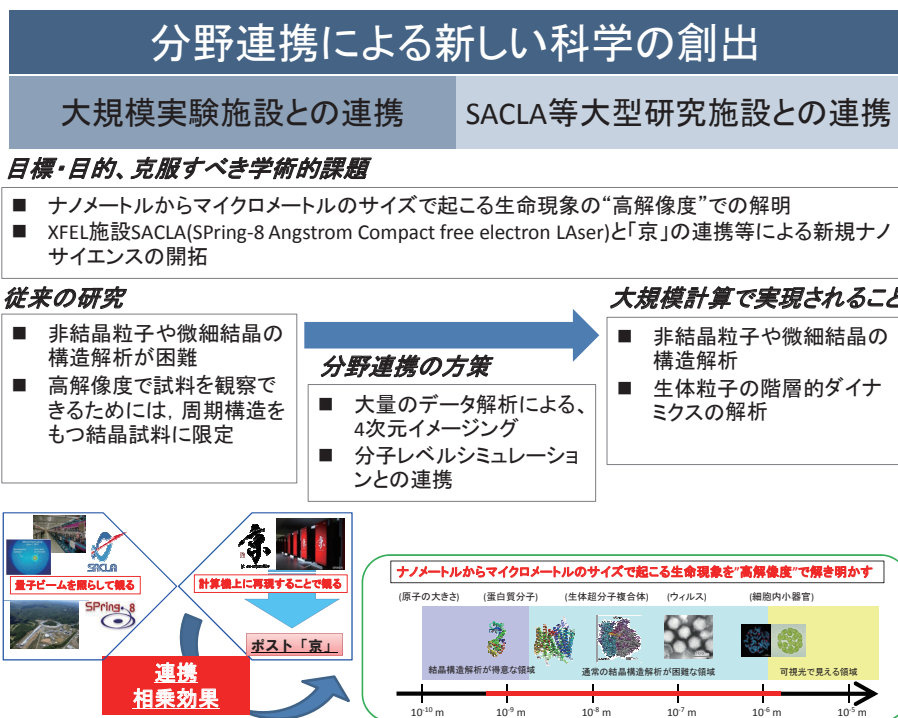 分野連携による新しい科学の創出
大規模実験施設との連携
SACLA等大型研究施設との連携
目標・目的、克服すべき学術的課題
■ ナノメートルからマイクロメートルのサイズで起こる生命現象の“高解像度”での解明
■ XFEL施設SACLA(SPring-8 Angstrom Compact free electron LAser)と「京」の連携等による新規ナノ
サイエンスの開拓
従来の研究
■ 非結晶粒子や微細結晶の
構造解析が困難
■ 高解像度で試料を観察で
きるためには，周期構造を
もつ結晶試料に限定
分野連携の方策
■ 大量のデータ解析による、
4次元イメージング
■ 分子レベルシミュレーショ
ンとの連携
大規模計算で実現されること
■ 非結晶粒子や微細結晶の
構造解析
■ 生体粒子の階層的ダイナ
ミクスの解析
SACLA
量子ビームを照らして観る
SPring-8
京
計算機上に再現することで観る
ポスト「京」
連携
相乗効果
ナノメートルからマイクロメートルのサイズで起こる生命現象を”高解像度”で解き明かす
(原子の大きさ) (蛋白質分子) (生体超分子複合体) (ウィルス) (細胞内小器官)
結晶構造解析が得意な領域 通常の結晶構造解析が困難な領域 可視光で見える領域
10⁻¹⁰ m 10⁻⁹ m 10⁻⁸ m 10⁻⁷ m 10⁻⁶ m 10⁻⁵ m